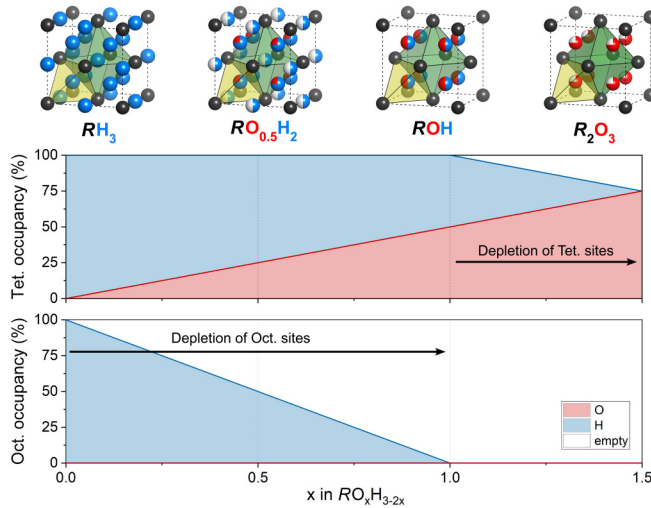 RH₃ RO₀.₅H₂ ROH R₂O₃
Tet. occupancy (%)
100
75
50
25
0
Depletion of Tet. sites
Oct. occupancy (%)
100
75
50
25
0
Depletion of Oct. sites
O
H
empty
0.0 0.5 1.0 1.5
x in ROₓH₃₋₂ₓ